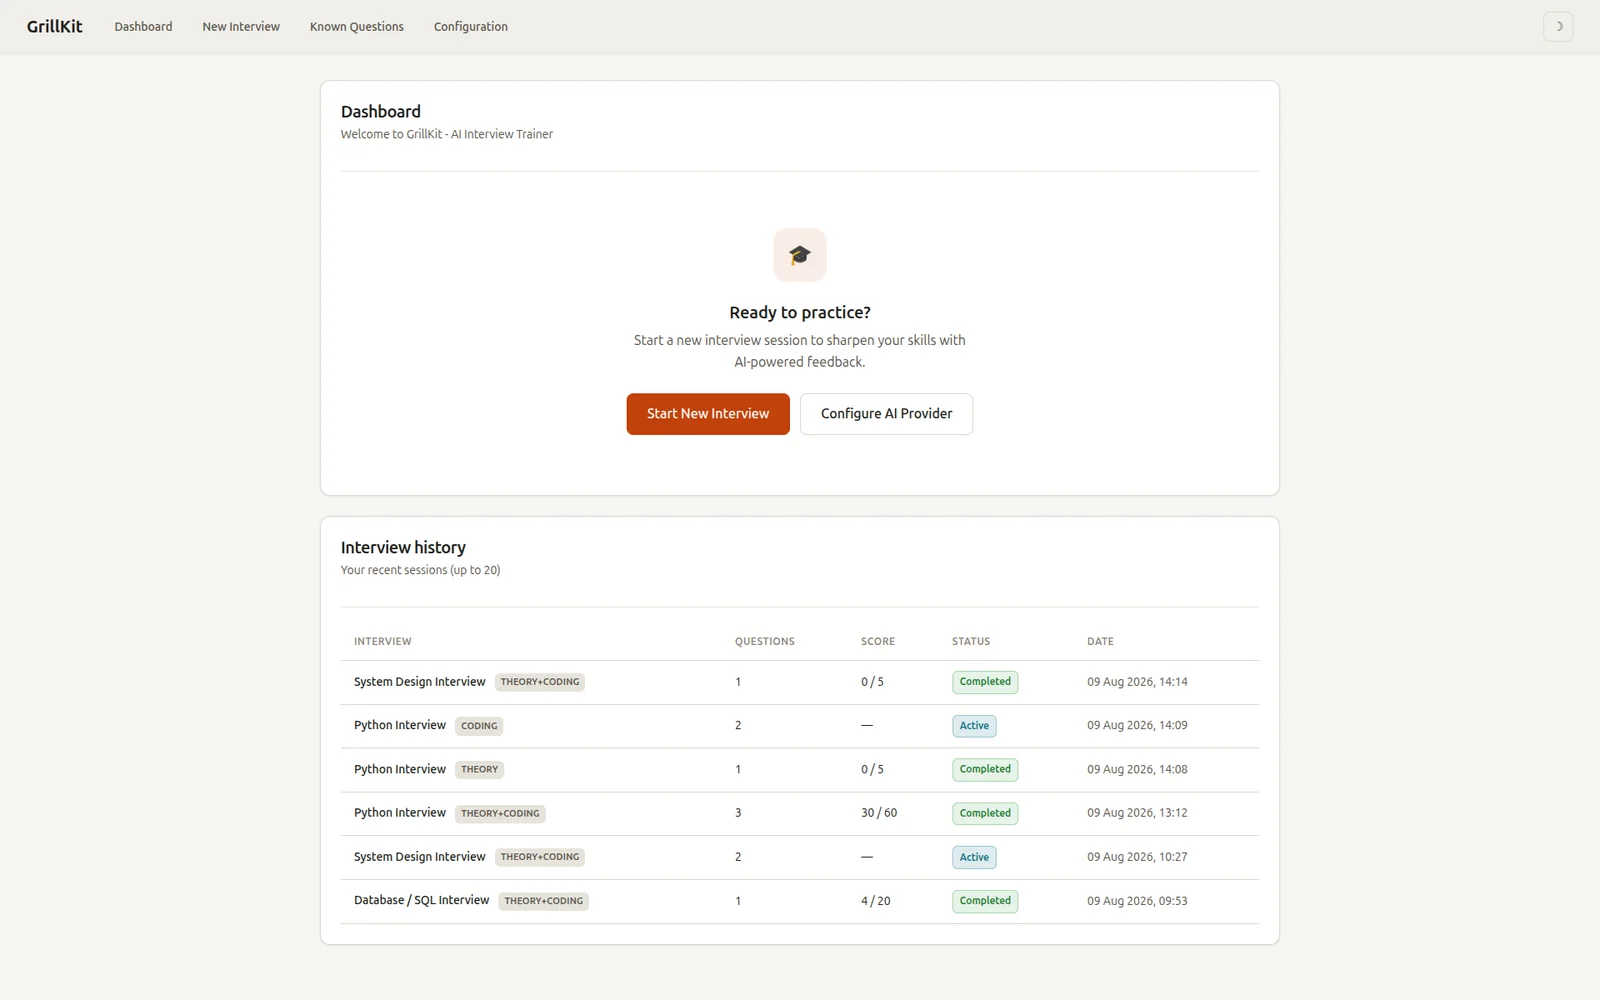 GrillKit Dashboard New Interview Known Questions Configuration
Dashboard
Welcome to GrillKit - AI Interview Trainer
Ready to practice?
Start a new interview session to sharpen your skills with
AI-powered feedback.
Start New Interview Configure AI Provider
Interview history
Your recent sessions (up to 20)
INTERVIEW QUESTIONS SCORE STATUS DATE
System Design Interview THEORY+CODING 1 0 / 5 Completed 09 Aug 2026, 14:14
Python Interview CODING 2 — Active 09 Aug 2026, 14:09
Python Interview THEORY 1 0 / 5 Completed 09 Aug 2026, 14:08
Python Interview THEORY+CODING 3 30 / 60 Completed 09 Aug 2026, 13:12
System Design Interview THEORY+CODING 2 — Active 09 Aug 2026, 10:27
Database / SQL Interview THEORY+CODING 1 4 / 20 Completed 09 Aug 2026, 09:53